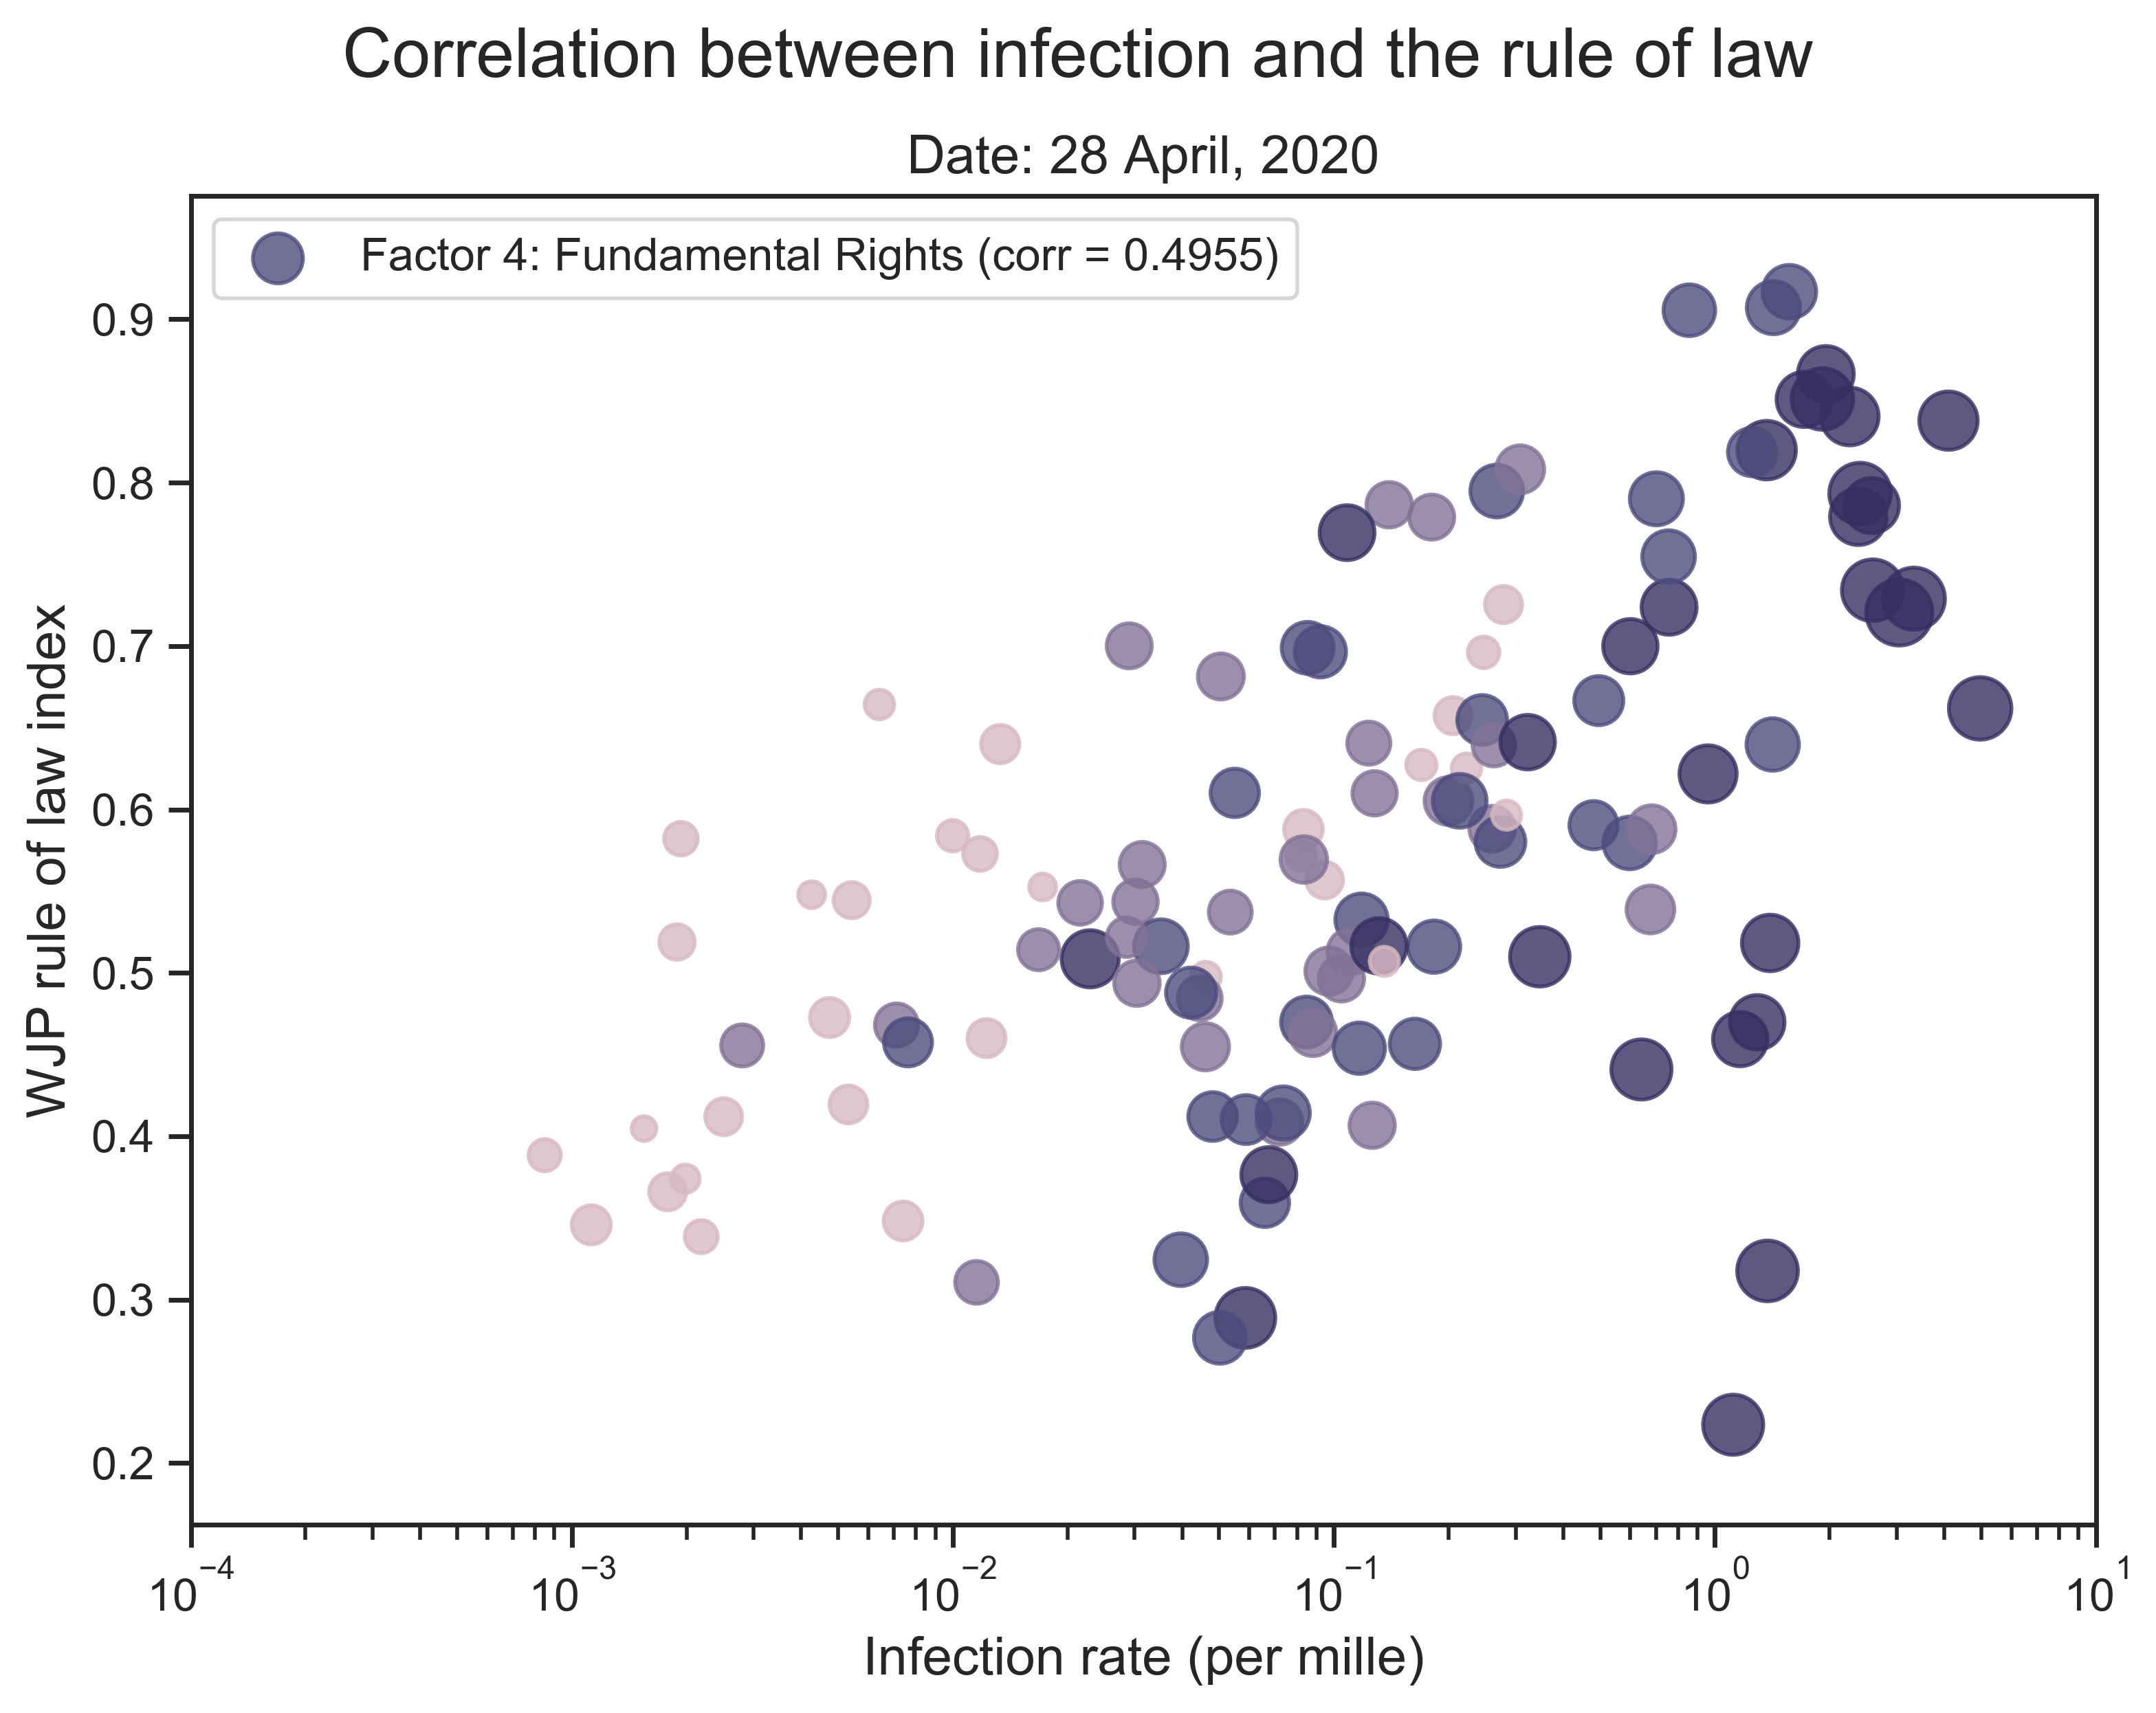 Correlation between infection and the rule of law
Date: 28 April, 2020
Factor 4: Fundamental Rights (corr = 0.4955)
WJP rule of law index
0.9
0.8
0.7
0.6
0.5
0.4
0.3
0.2
10⁻⁴ 10⁻³ 10⁻² 10⁻¹ 10⁰ 10¹
Infection rate (per mille)